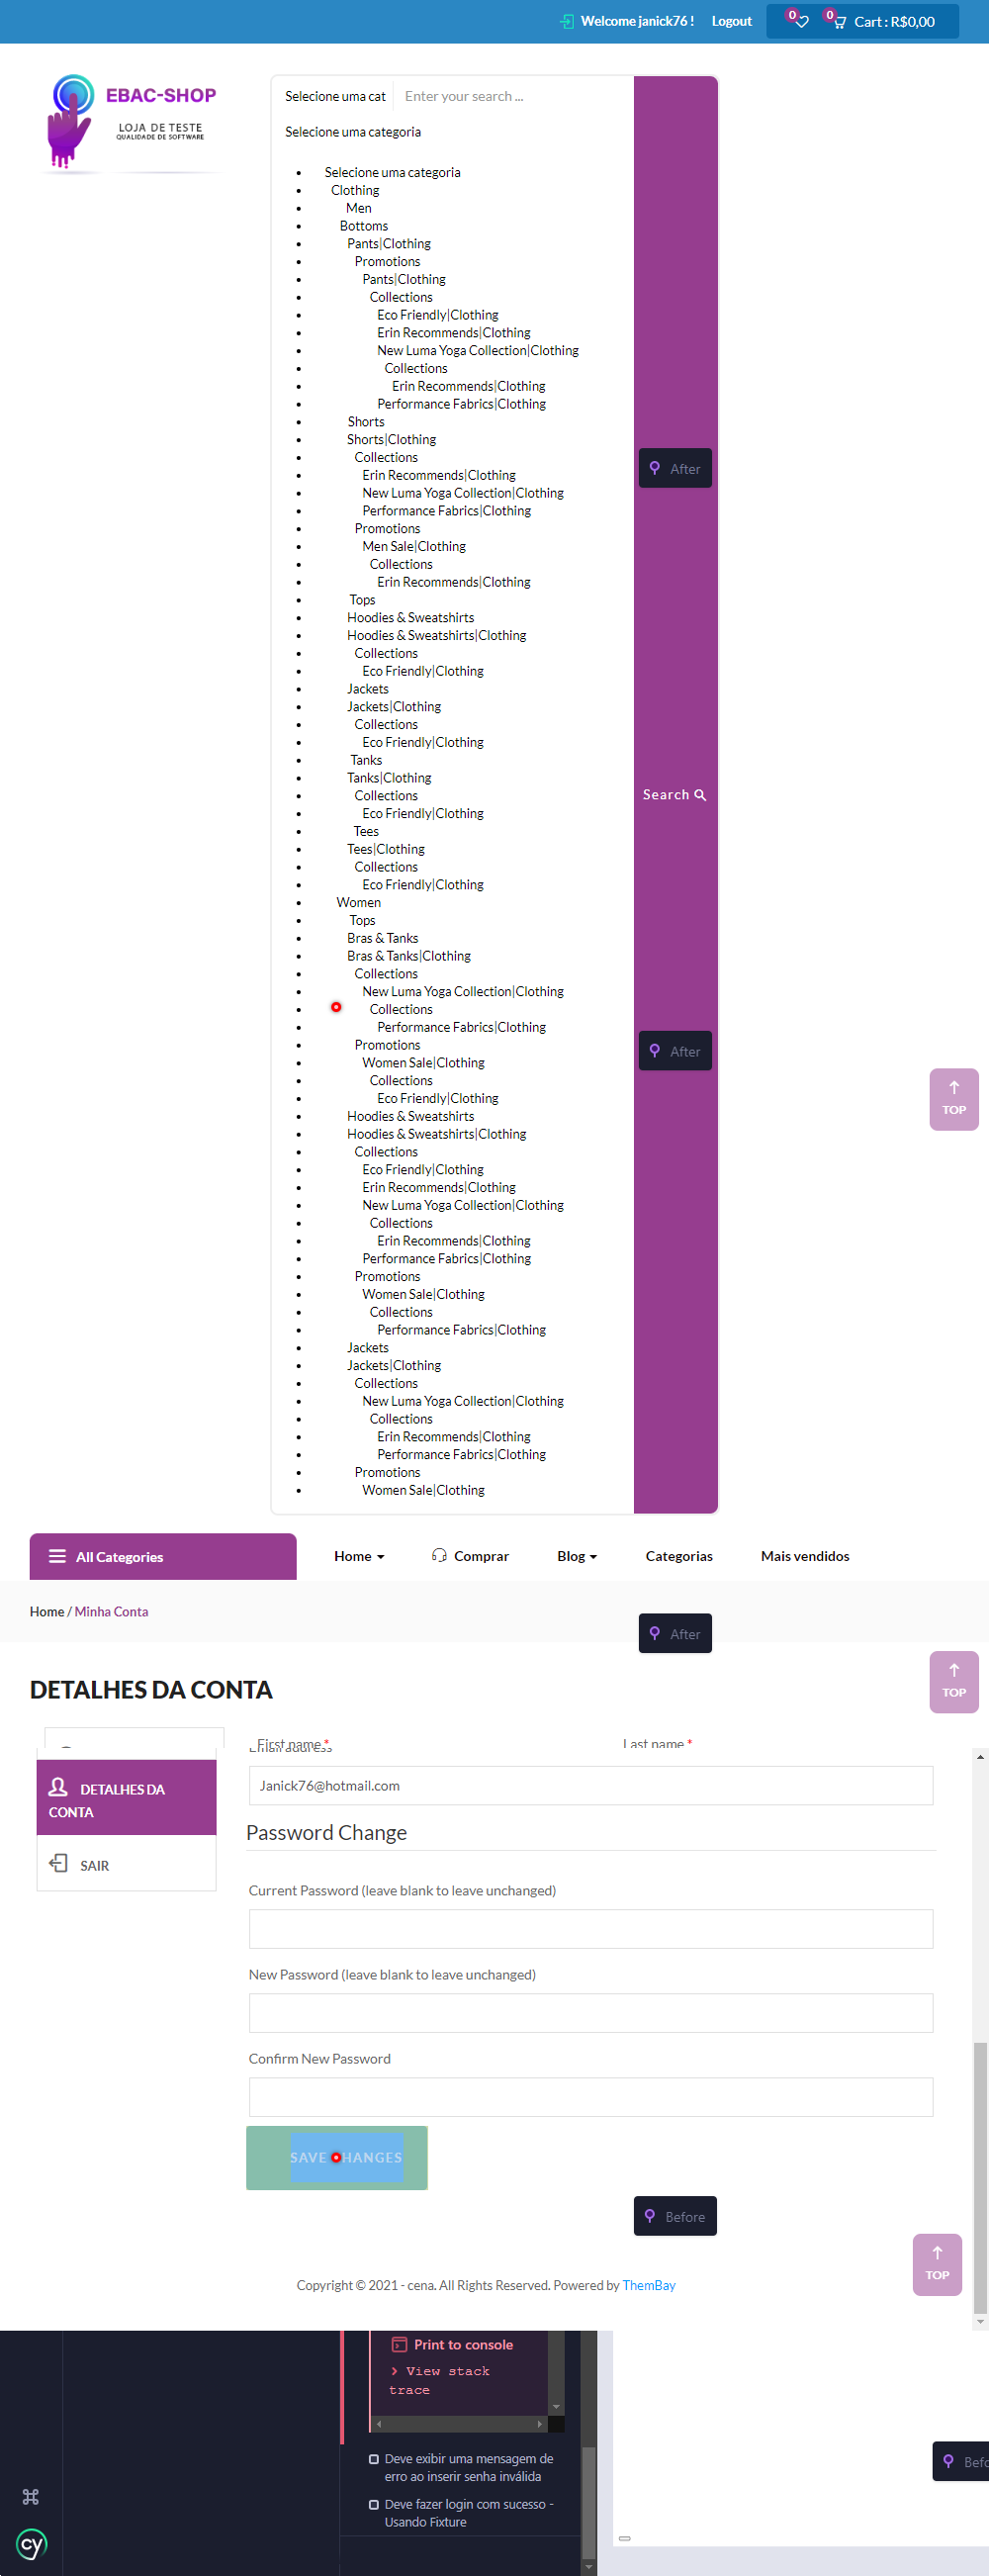 Welcome janick76 !
Logout
0
0
Cart : R$0,00
EBAC-SHOP
LOJA DE TESTE
QUALIDADE DE SOFTWARE
Selecione uma cat
Enter your search ...
Selecione uma categoria
Selecione uma categoria
Clothing
Men
Bottoms
Pants|Clothing
Promotions
Pants|Clothing
Collections
Eco Friendly|Clothing
Erin Recommends|Clothing
New Luma Yoga Collection|Clothing
Collections
Erin Recommends|Clothing
Performance Fabrics|Clothing
Shorts
Shorts|Clothing
Collections
Erin Recommends|Clothing
After
New Luma Yoga Collection|Clothing
Performance Fabrics|Clothing
Promotions
Men Sale|Clothing
Collections
Erin Recommends|Clothing
Tops
Hoodies & Sweatshirts
Hoodies & Sweatshirts|Clothing
Collections
Eco Friendly|Clothing
Jackets
Jackets|Clothing
Collections
Eco Friendly|Clothing
Tanks
Tanks|Clothing
Collections
Search
Eco Friendly|Clothing
Tees
Tees|Clothing
Collections
Eco Friendly|Clothing
Women
Tops
Bras & Tanks
Bras & Tanks|Clothing
Collections
New Luma Yoga Collection|Clothing
Collections
Performance Fabrics|Clothing
Promotions
After
Women Sale|Clothing
Collections
Eco Friendly|Clothing
TOP
Hoodies & Sweatshirts
Hoodies & Sweatshirts|Clothing
Collections
Eco Friendly|Clothing
Erin Recommends|Clothing
New Luma Yoga Collection|Clothing
Collections
Erin Recommends|Clothing
Performance Fabrics|Clothing
Promotions
Women Sale|Clothing
Collections
Performance Fabrics|Clothing
Jackets
Jackets|Clothing
Collections
New Luma Yoga Collection|Clothing
Collections
Erin Recommends|Clothing
Performance Fabrics|Clothing
Promotions
Women Sale|Clothing
All Categories
Home
Comprar
Blog
Categorias
Mais vendidos
Home / Minha Conta
After
DETALHES DA CONTA
TOP
First name *
Last name *
Email address
DETALHES DA
CONTA
SAIR
Janick76@hotmail.com
Password Change
Current Password (leave blank to leave unchanged)
New Password (leave blank to leave unchanged)
Confirm New Password
SAVE CHANGES
Before
TOP
Copyright © 2021 - cena. All Rights Reserved. Powered by ThemBay
Print to console
> View stack
trace
Deve exibir uma mensagem de
erro ao inserir senha inválida
Deve fazer login com sucesso -
Usando Fixture
Befo
cy